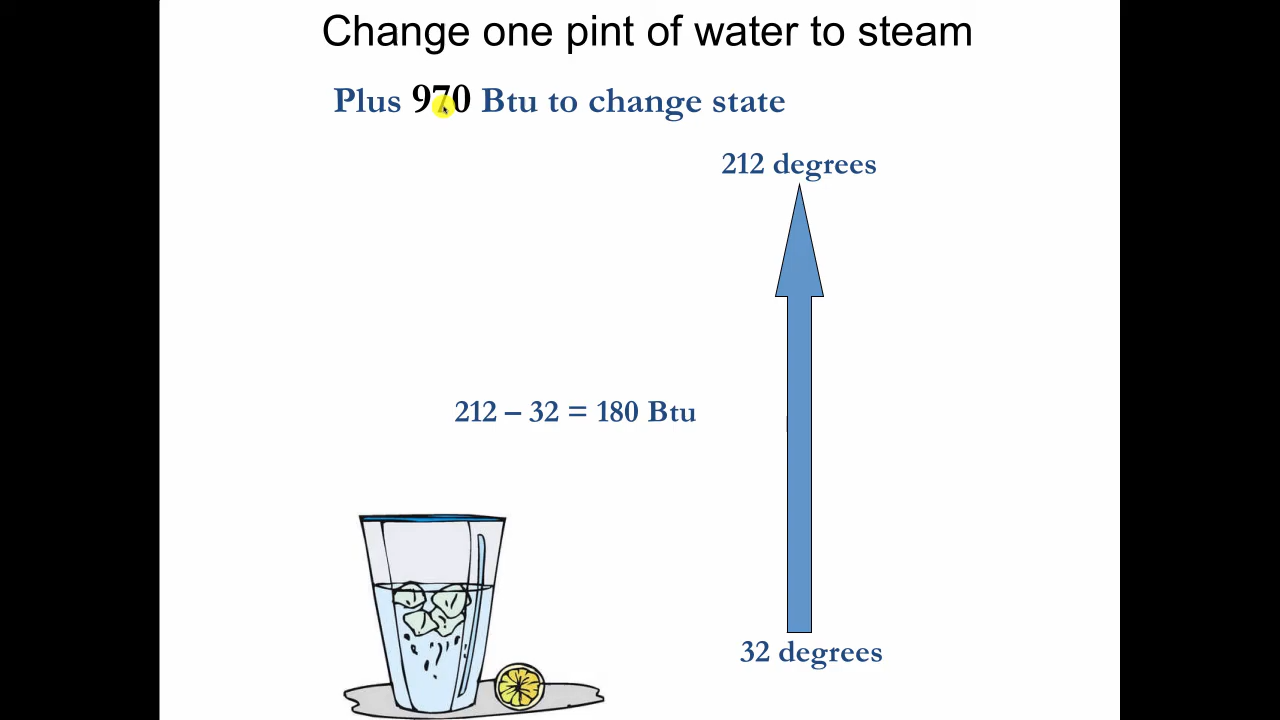 Change one pint of water to steam
Plus 970 Btu to change state
212 degrees
212 – 32 = 180 Btu
32 degrees